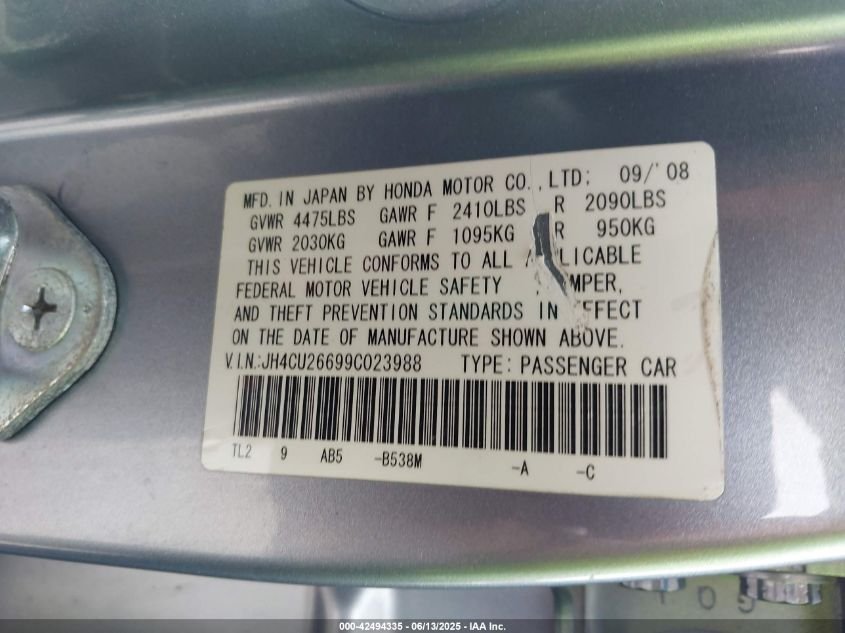 MFD. IN JAPAN BY HONDA MOTOR CO., LTD: 09/'08
GVWR 4475LBS GAWR F 2410LBS R 2090LBS
GVWR 2030KG GAWR F 1095KG R 950KG
THIS VEHICLE CONFORMS TO ALL A LICABLE
FEDERAL MOTOR VEHICLE SAFETY MPER,
AND THEFT PREVENTION STANDARDS IN EFFECT
ON THE DATE OF MANUFACTURE SHOWN ABOVE.
V.I.N.:JH4CU26699C023988 TYPE: PASSENGER CAR
TL2 9 AB5 -B538M -A -C
000-42494335 - 06/13/2025 - IAA Inc.